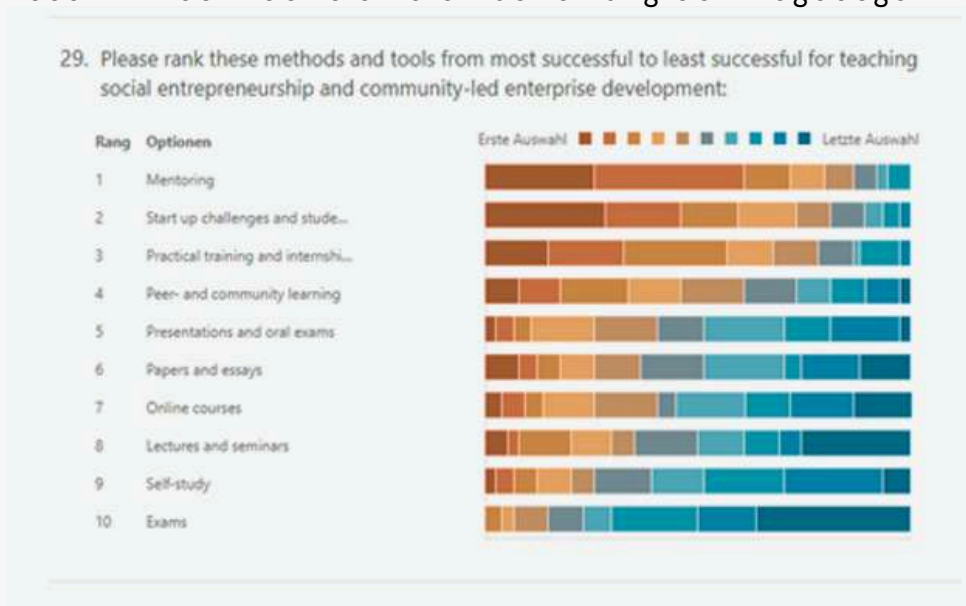 29. Please rank these methods and tools from most successful to least successful for teaching
social entrepreneurship and community-led enterprise development:
Rang Optionen Erste Auswahl Letzte Auswahl
1 Mentoring
2 Start up challenges and stude...
3 Practical training and internshi...
4 Peer- and community learning
5 Presentations and oral exams
6 Papers and essays
7 Online courses
8 Lectures and seminars
9 Self-study
10 Exams